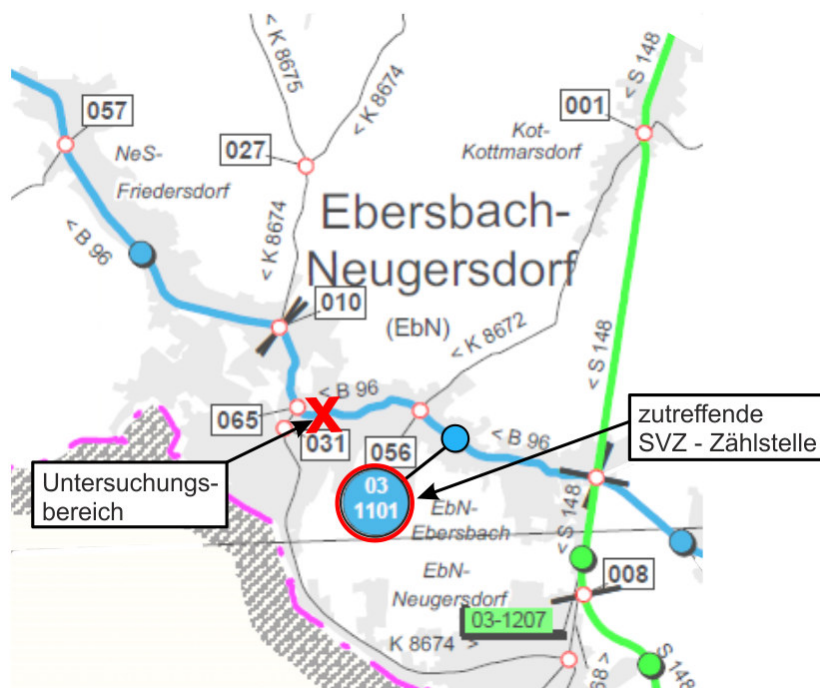 < S 148
< K 8675
< K 8674
057
001
NeS-
Friedersdorf
027
Kot-
Kottmarsdorf
< K 8674
Ebersbach-
Neugersdorf
(EbN)
< B 96
010
< K 8672
< S 148
< B 96
065
X
031
056
< B 96
zutreffende
SVZ - Zählstelle
Untersuchungs-
bereich
03
1101
EbN-
Ebersbach
< S 148
EbN-
Neugersdorf
008
03-1207
K 8674 >
68 >
S 148